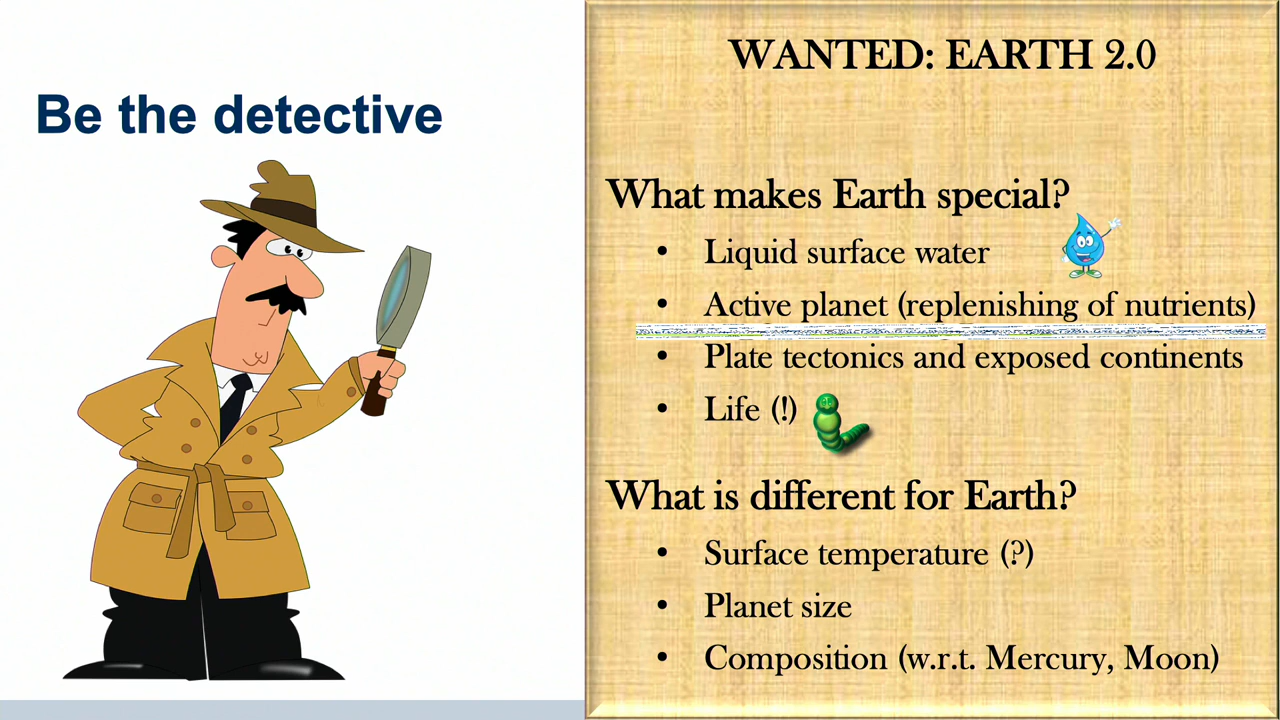 Be the detective
WANTED: EARTH 2.0
What makes Earth special?
• Liquid surface water
• Active planet (replenishing of nutrients)
• Plate tectonics and exposed continents
• Life (!)
What is different for Earth?
• Surface temperature (?)
• Planet size
• Composition (w.r.t. Mercury, Moon)